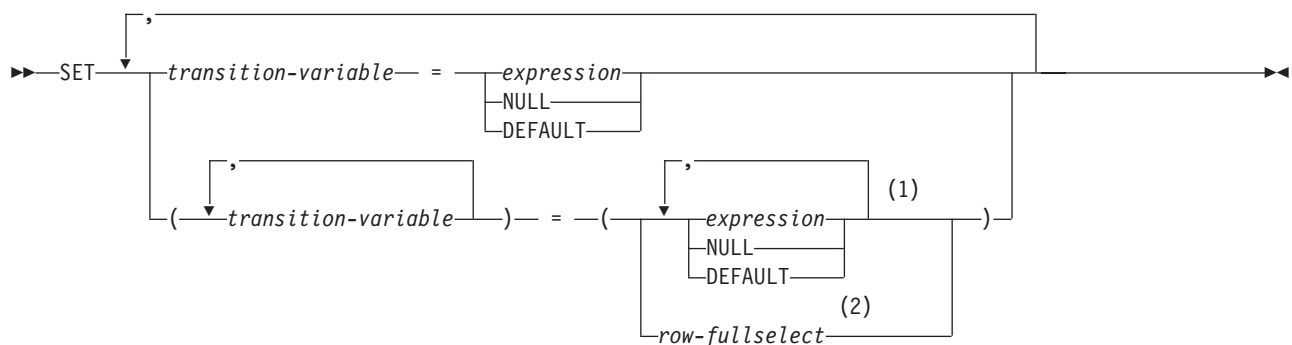 ,
SET transition-variable = expression
NULL
DEFAULT
, ,
(1)
( transition-variable ) = ( expression )
NULL
DEFAULT
(2)
row-fullselect